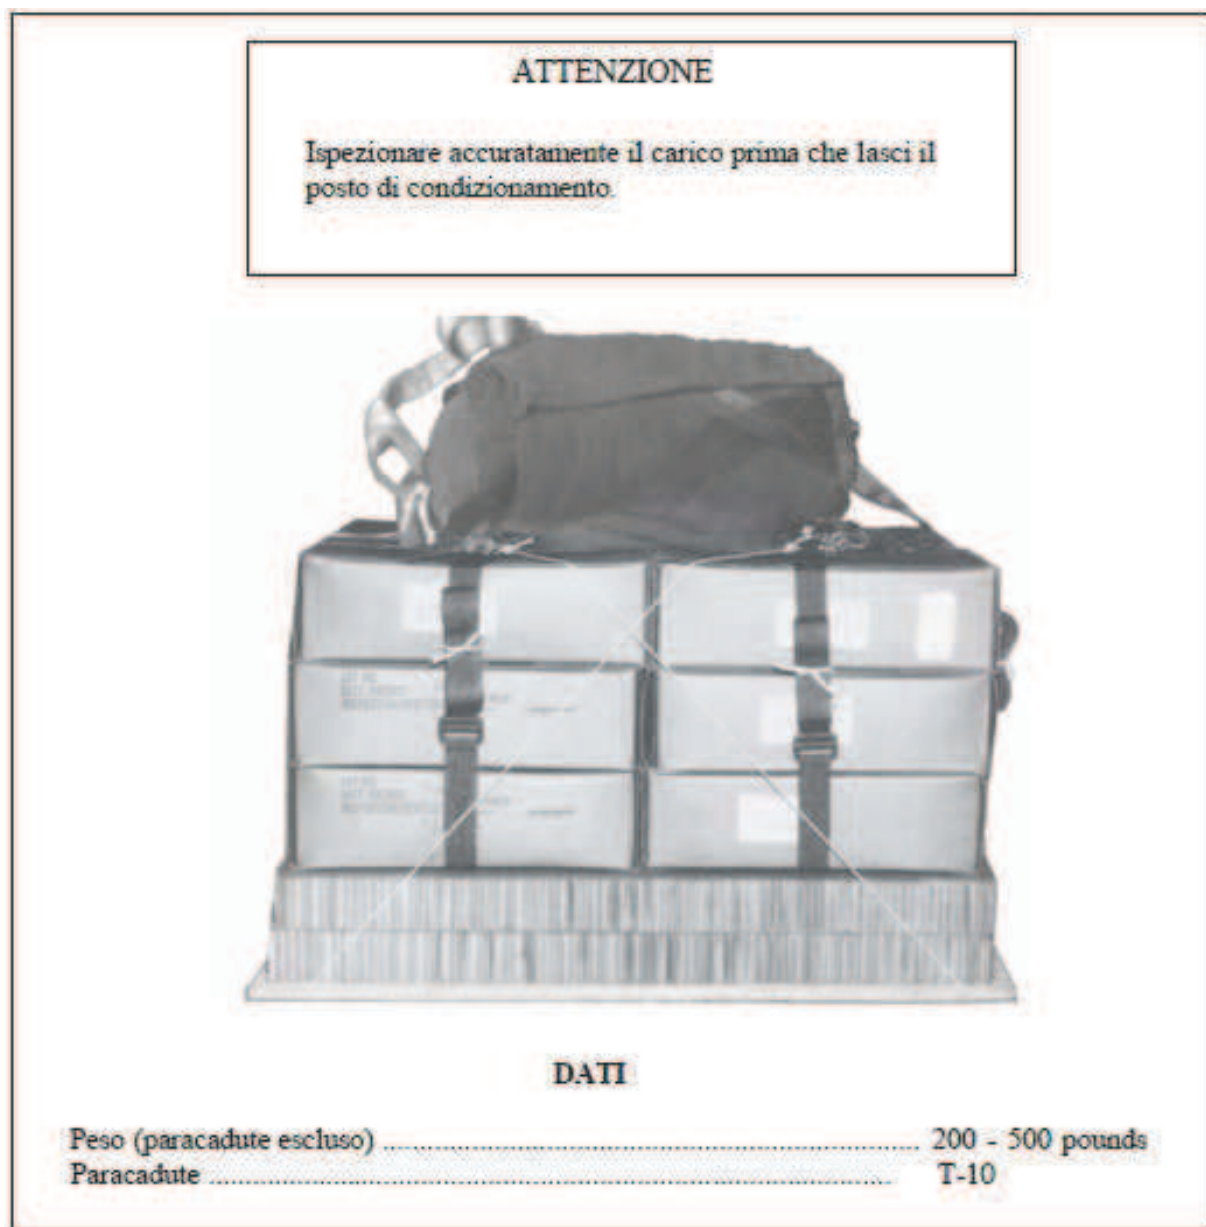 ATTENZIONE
Ispezionare accuratamente il carico prima che lasci il
posto di condizionamento.
DATI
Peso (paracadute escluso) ........................ 200 - 500 pounds
Paracadute ........................ T-10